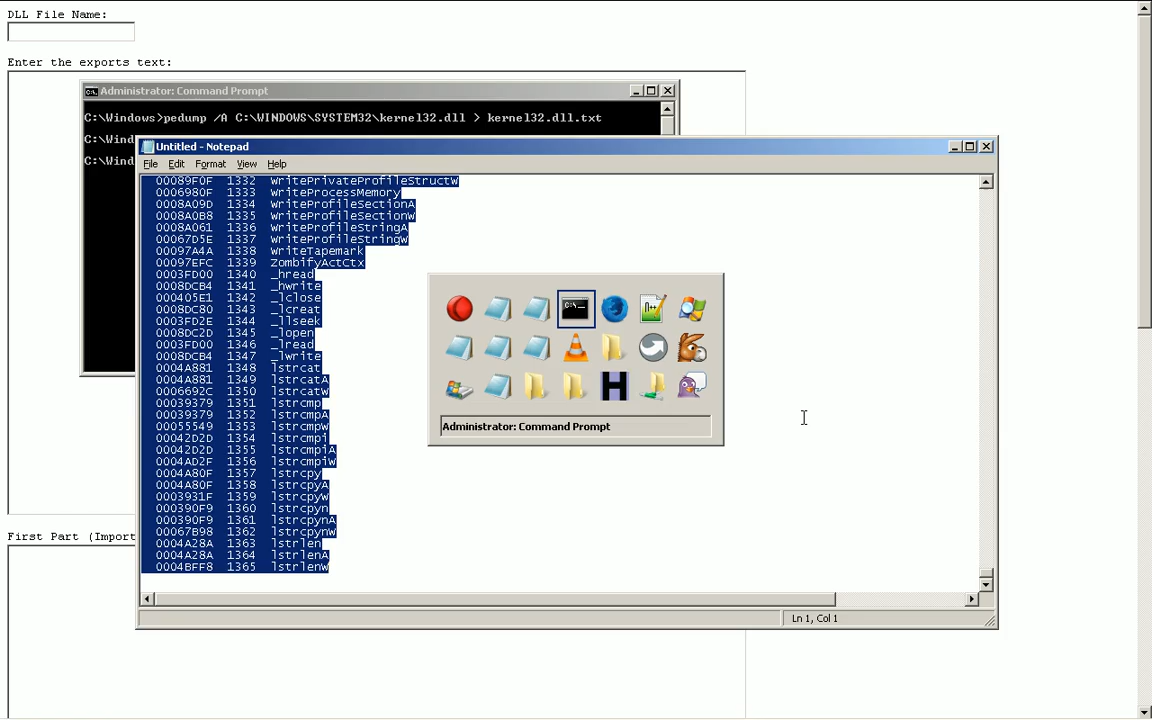 DLL File Name:
Enter the exports text:
Administrator: Command Prompt
C:\Windows>pedump /A C:\WINDOWS\SYSTEM32\kernel32.dll > kernel32.dll.txt
C:\Wind
C:\Wind
Untitled - Notepad
File Edit Format View Help
00089F0F 1332 WritePrivateProfileStructW
0006980F 1333 WriteProcessMemory
0008A09D 1334 WriteProfileSectionA
0008A0B8 1335 WriteProfileSectionW
0008A061 1336 WriteProfileStringA
00067D5E 1337 WriteProfileStringW
00097A4A 1338 WriteTapemark
00097EFC 1339 ZombifyActCtx
0003FD00 1340 _hread
0008DCB4 1341 _hwrite
000405E1 1342 _lclose
0008DC80 1343 _lcreat
0003FD2E 1344 _llseek
0008DC2D 1345 _lopen
0003FD00 1346 _lread
0008DCB4 1347 _lwrite
0004A881 1348 lstrcat
0004A881 1349 lstrcatA
0006692C 1350 lstrcatW
00039379 1351 lstrcmp
00039379 1352 lstrcmpA
00055549 1353 lstrcmpW
00042D2D 1354 lstrcmpi
00042D2D 1355 lstrcmpiA
0004AD2F 1356 lstrcmpiW
0004A80F 1357 lstrcpy
0004A80F 1358 lstrcpyA
0003931F 1359 lstrcpyW
000390F9 1360 lstrcpyn
000390F9 1361 lstrcpynA
00067B98 1362 lstrcpynW
0004A28A 1363 lstrlen
0004A28A 1364 lstrlenA
0004BFF8 1365 lstrlenW
Ln 1, Col 1
C:\_
n++
H
Administrator: Command Prompt
First Part (Import